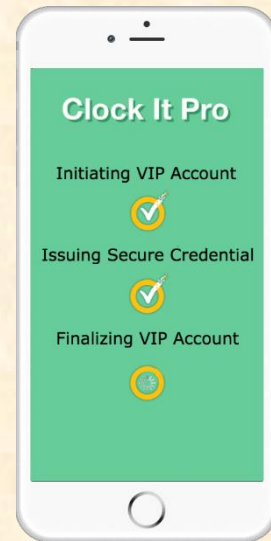 Clock It Pro
Initiating VIP Account
Issuing Secure Credential
Finalizing VIP Account